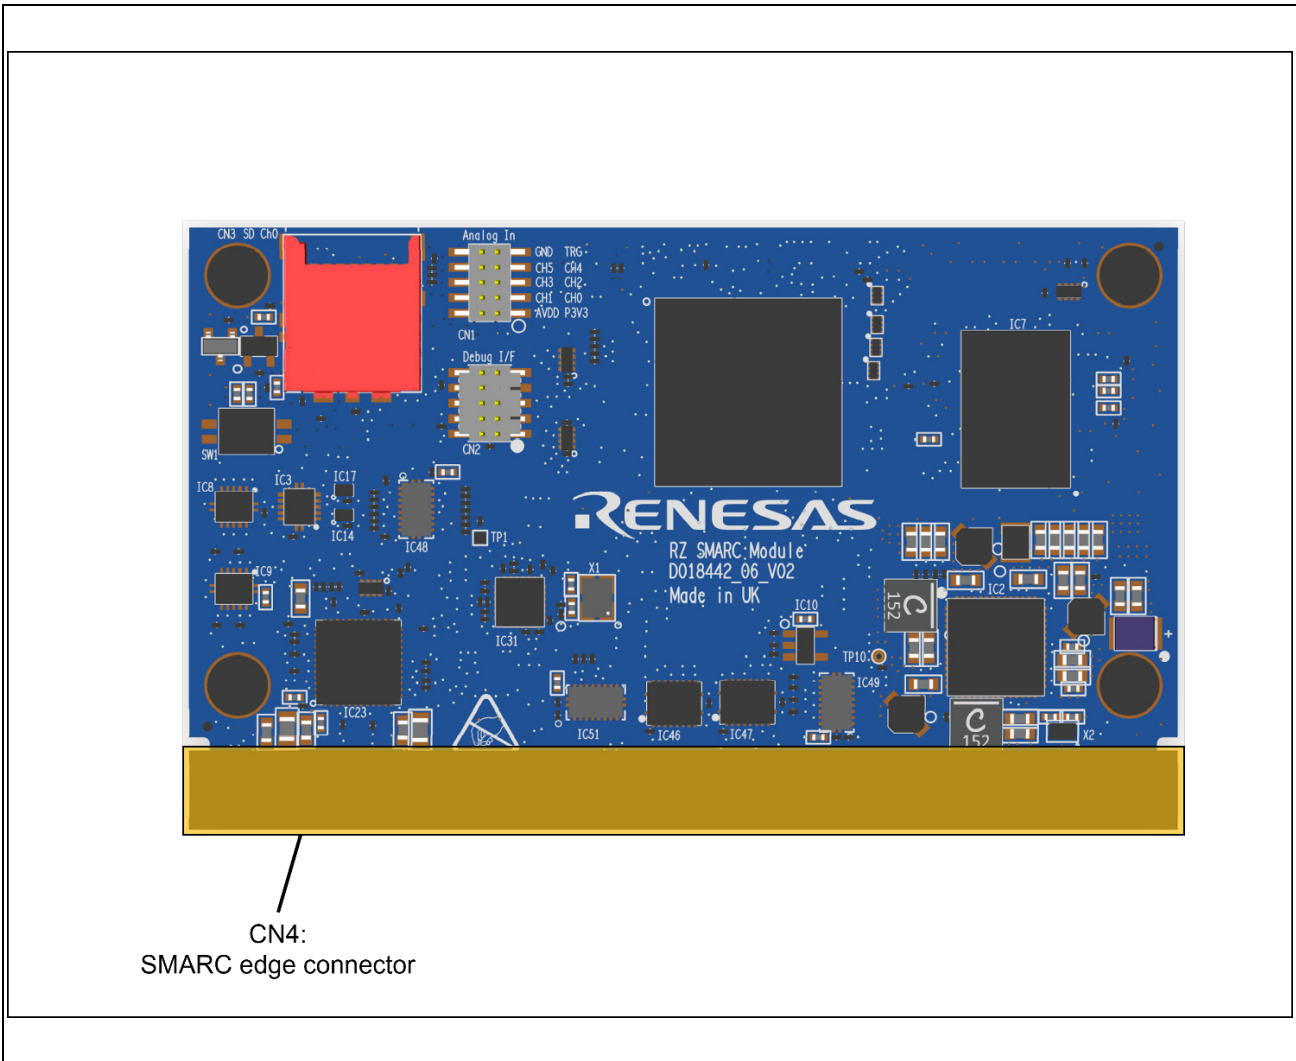 CN3 SD Ch0
Analog In
GND TRG
CH5 CH4
CH3 CH2
CH1 CH0
AVDD P3V3
CN1
IC7
Debug I/F
CN2
SW1
IC8
IC3
IC17
IC14
IC48
TP1
RENESAS
RZ SMARC Module
D018442_06_V02
Made in UK
IC9
X1
IC31
IC10
152
IC2
+
TP10
IC49
IC23
IC51
IC46
IC47
152
X2
CN4:
SMARC edge connector